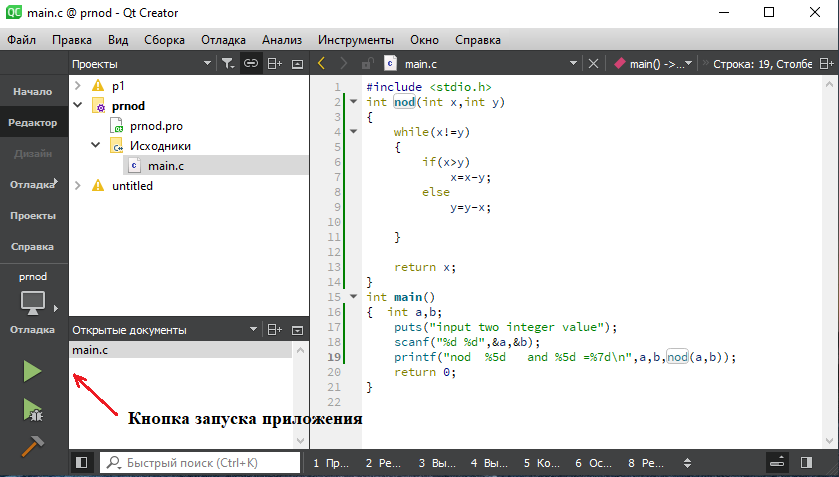 QC main.c @ prnod - Qt Creator
Файл Правка Вид Сборка Отладка Анализ Инструменты Окно Справка
Проекты
main.c
main() ->...
Строка: 19, Столбе
Начало
Редактор
Дизайн
Отладка
Проекты
Справка
prnod
Отладка
p1
prnod
prnod.pro
Исходники
main.c
untitled
Открытые документы
main.c
Кнопка запуска приложения
1 #include <stdio.h>
2 int nod(int x,int y)
3 {
4 while(x!=y)
5 {
6 if(x>y)
7 x=x-y;
8 else
9 y=y-x;
10
11 }
12
13 return x;
14 }
15 int main()
16 { int a,b;
17 puts("input two integer value");
18 scanf("%d %d",&a,&b);
19 printf("nod %5d and %5d =%7d\n",a,b,nod(a,b));
20 return 0;
21 }
22
Быстрый поиск (Ctrl+K)
1 Пр... 2 Ре... 3 Вы... 4 Вы... 5 Ко... 6 Ос... 8 Ре...